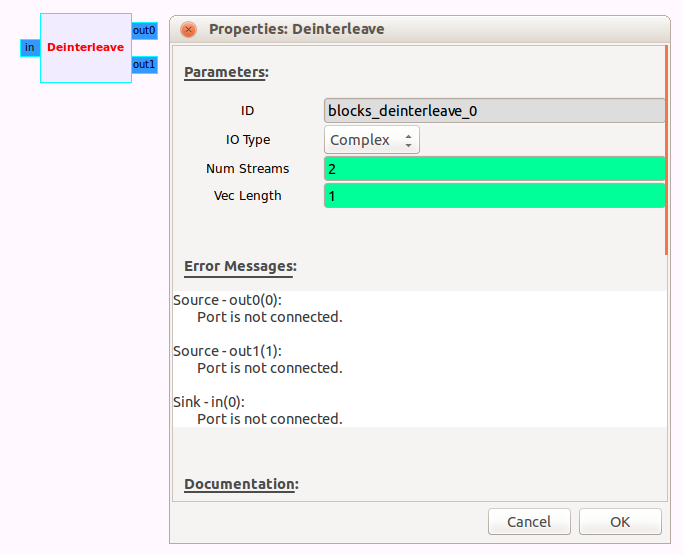 in
Deinterleave
out0
out1
Properties: Deinterleave
Parameters:
ID
blocks_deinterleave_0
IO Type
Complex
Num Streams
2
Vec Length
1
Error Messages:
Source - out0(0):
Port is not connected.
Source - out1(1):
Port is not connected.
Sink - in(0):
Port is not connected.
Documentation:
Cancel
OK